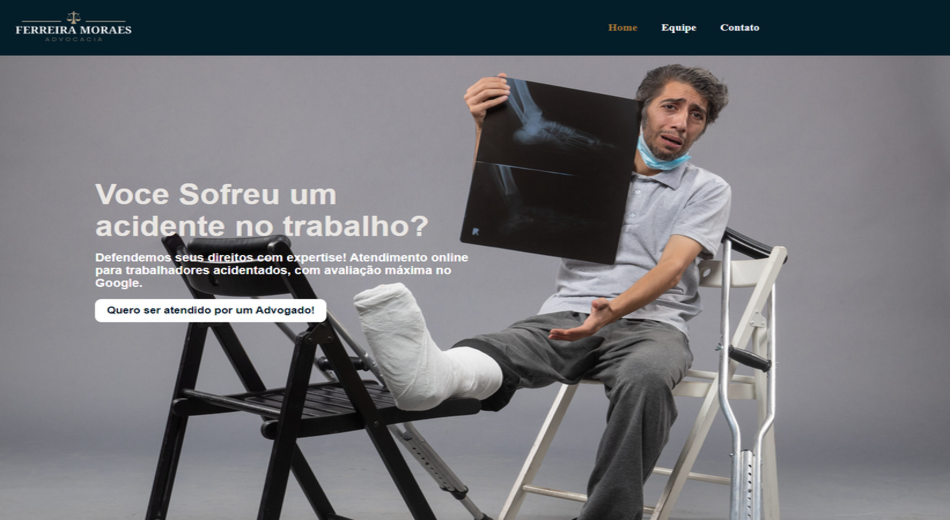 FERREIRA MORAES
ADVOCACIA
Home
Equipe
Contato
Voce Sofreu um
acidente no trabalho?
Defendemos seus direitos com expertise! Atendimento online
para trabalhadores acidentados, com avaliação máxima no
Google.
Quero ser atendido por um Advogado!
R